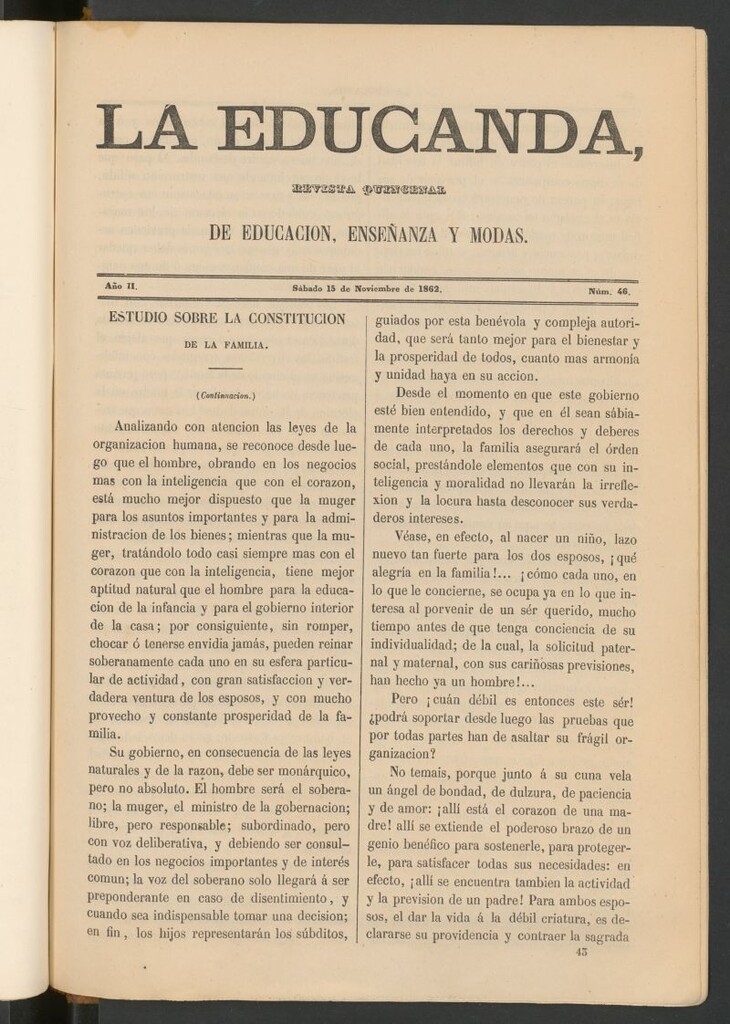 LA EDUCANDA,
REVISTA QUINCENAL
DE EDUCACION, ENSEÑANZA Y MODAS.
Año II.
Sábado 15 de Noviembre de 1862.
Núm. 46.
ESTUDIO SOBRE LA CONSTITUCION
DE LA FAMILIA.
(Continuacion.)
Analizando con atencion las leyes de la
organizacion humana, se reconoce desde lue-
go que el hombre, obrando en los negocios
mas con la inteligencia que con el corazon,
está mucho mejor dispuesto que la muger
para los asuntos importantes y para la admi-
nistracion de los bienes; mientras que la mu-
ger, tratándolo todo casi siempre mas con el
corazon que con la inteligencia, tiene mejor
aptitud natural que el hombre para la educa-
cion de la infancia y para el gobierno interior
de la casa; por consiguiente, sin romper,
chocar ó tenerse envidia jamás, pueden reinar
soberanamente cada uno en su esfera particu-
lar de actividad, con gran satisfaccion y ver-
dadera ventura de los esposos, y con mucho
provecho y constante prosperidad de la fa-
milia.
Su gobierno, en consecuencia de las leyes
naturales y de la razon, debe ser monárquico,
pero no absoluto. El hombre será el sobera-
no; la muger, el ministro de la gobernacion;
libre, pero responsable; subordinado, pero
con voz deliberativa, y debiendo ser consul-
tado en los negocios importantes y de interés
comun; la voz del soberano solo llegará á ser
preponderante en caso de disentimiento, y
cuando sea indispensable tomar una decision;
en fin, los hijos representarán los súbditos,
guiados por esta benévola y compleja autori-
dad, que será tanto mejor para el bienestar y
la prosperidad de todos, cuanto mas armonía
y unidad haya en su accion.
Desde el momento en que este gobierno
esté bien entendido, y que en él sean sábia-
mente interpretados los derechos y deberes
de cada uno, la familia asegurará el órden
social, prestándole elementos que con su in-
teligencia y moralidad no llevarán la irrefle-
xion y la locura hasta desconocer sus verda-
deros intereses.
Véase, en efecto, al nacer un niño, lazo
nuevo tan fuerte para los dos esposos, ¡qué
alegría en la familia!... ¡cómo cada uno, en
lo que le concierne, se ocupa ya en lo que in-
teresa al porvenir de un sér querido, mucho
tiempo antes de que tenga conciencia de su
individualidad; de la cual, la solicitud pater-
nal y maternal, con sus cariñosas previsiones,
han hecho ya un hombre!...
Pero ¡cuán débil es entonces este sér!
¿podrá soportar desde luego las pruebas que
por todas partes han de asaltar su frágil or-
ganizacion?
No temais, porque junto á su cuna vela
un ángel de bondad, de dulzura, de paciencia
y de amor: ¡allí está el corazon de una ma-
dre! allí se extiende el poderoso brazo de un
genio benéfico para sostenerle, para proteger-
le, para satisfacer todas sus necesidades: en
efecto, ¡allí se encuentra tambien la actividad
y la prevision de un padre! Para ambos espo-
sos, el dar la vida á la débil criatura, es de-
clararse su providencia y contraer la sagrada
43